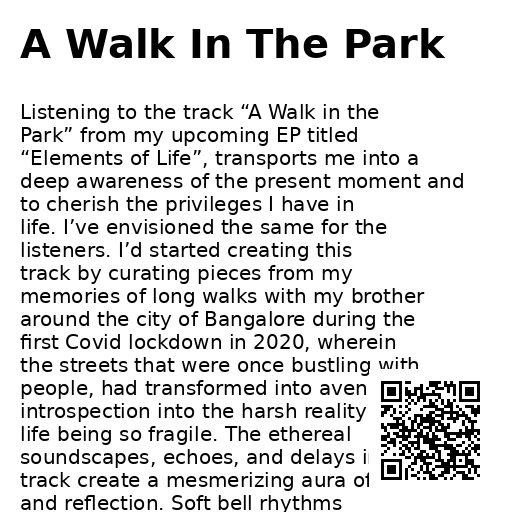 A Walk In The Park
Listening to the track “A Walk in the
Park” from my upcoming EP titled
“Elements of Life”, transports me into a
deep awareness of the present moment and
to cherish the privileges I have in
life. I’ve envisioned the same for the
listeners. I’d started creating this
track by curating pieces from my
memories of long walks with my brother
around the city of Bangalore during the
first Covid lockdown in 2020, wherein
the streets that were once bustling with
people, had transformed into
introspection into the harsh reality
life being so fragile. The ethereal
soundscapes, echoes, and delays
track create a mesmerizing aura of
and reflection. Soft bell rhythms